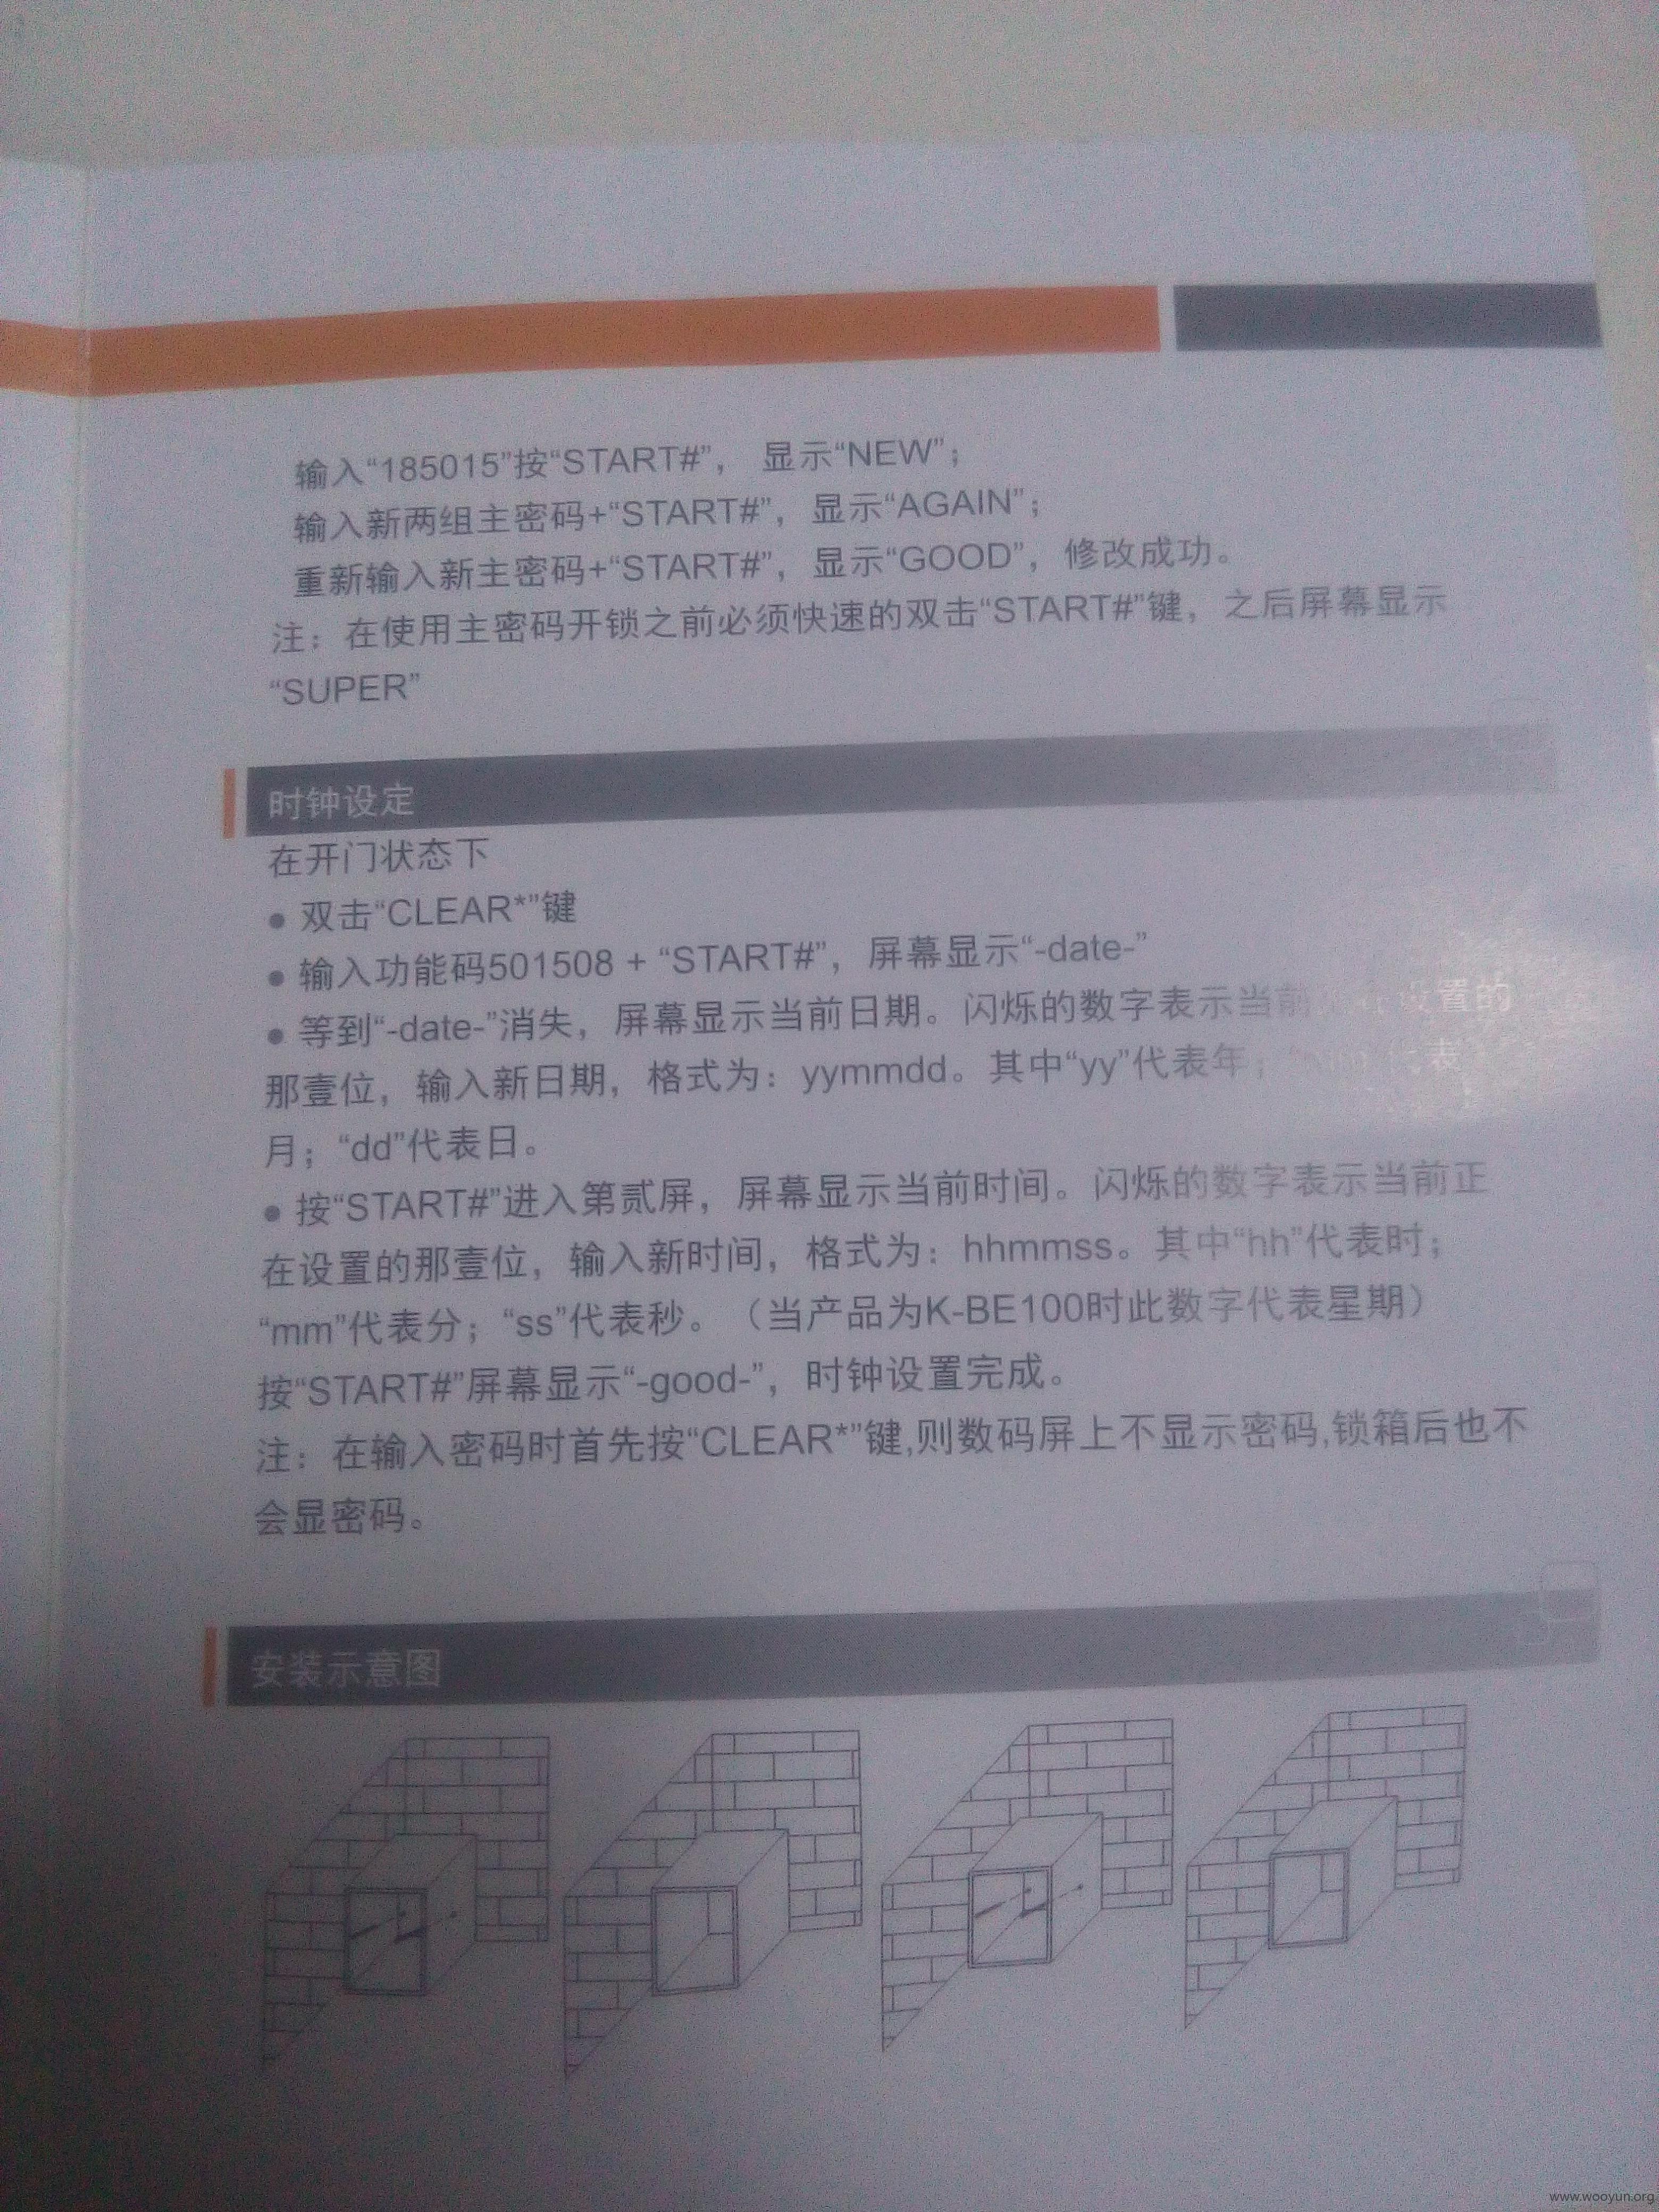 输入“185015”按“START#”， 显示“NEW”；
输入新两组主密码+“START#”，显示“AGAIN”；
重新输入新主密码+“START#”，显示“GOOD”，修改成功。
注：在使用主密码开锁之前必须快速的双击“START#”键，之后屏幕显示
“SUPER”
时钟设定
在开门状态下
● 双击“CLEAR*”键
● 输入功能码501508 + “START#”，屏幕显示“-date-”
● 等到“-date-”消失，屏幕显示当前日期。闪烁的数字表示当前 设置的
那壹位，输入新日期，格式为：yymmdd。其中“yy”代表年； 代表
月；“dd”代表日。
● 按“START#”进入第贰屏，屏幕显示当前时间。闪烁的数字表示当前正
在设置的那壹位，输入新时间，格式为：hhmmss。其中“hh”代表时；
“mm”代表分；“ss”代表秒。（当产品为K-BE100时此数字代表星期）
按“START#”屏幕显示“-good-”，时钟设置完成。
注：在输入密码时首先按“CLEAR*”键,则数码屏上不显示密码,锁箱后也不
会显密码。
安装示意图
www.wooyun.org